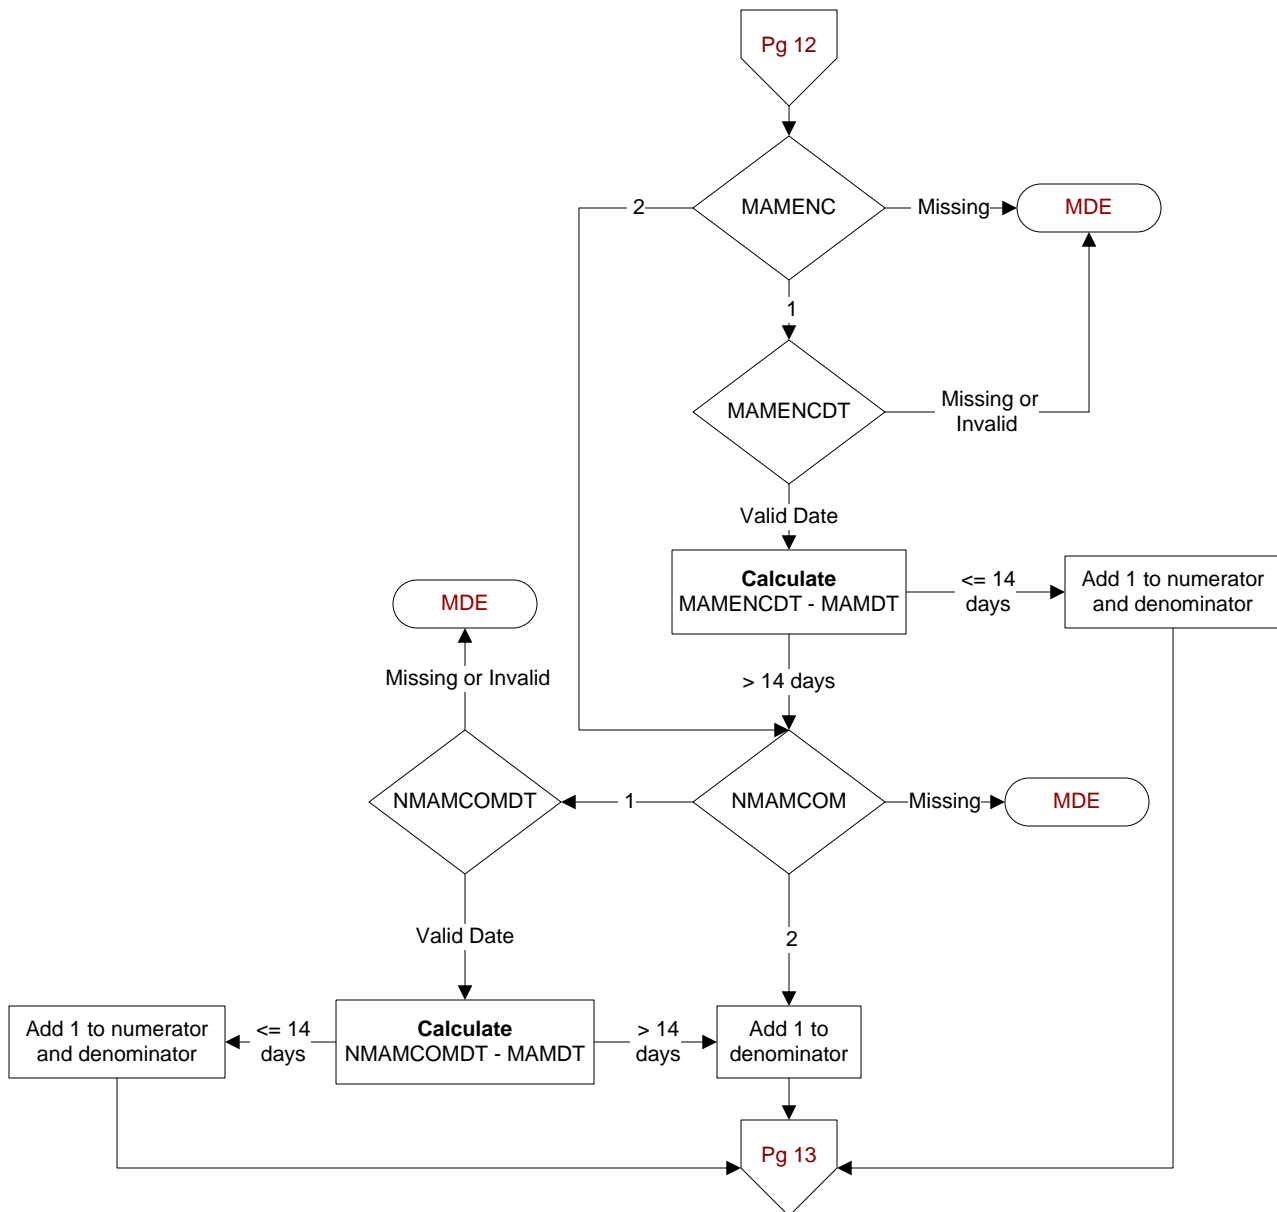 Pg 12
MAMENC
2
Missing
MDE
1
MAMENCDT
Missing or
Invalid
Valid Date
Calculate
MAMENCDT - MAMDT
<= 14
days
Add 1 to numerator
and denominator
MDE
Missing or Invalid
> 14 days
NMAMCOMDT
1
NMAMCOM
Missing
MDE
Valid Date
2
Add 1 to numerator
and denominator
<= 14
days
Calculate
NMAMCOMDT - MAMDT
> 14
days
Add 1 to
denominator
Pg 13